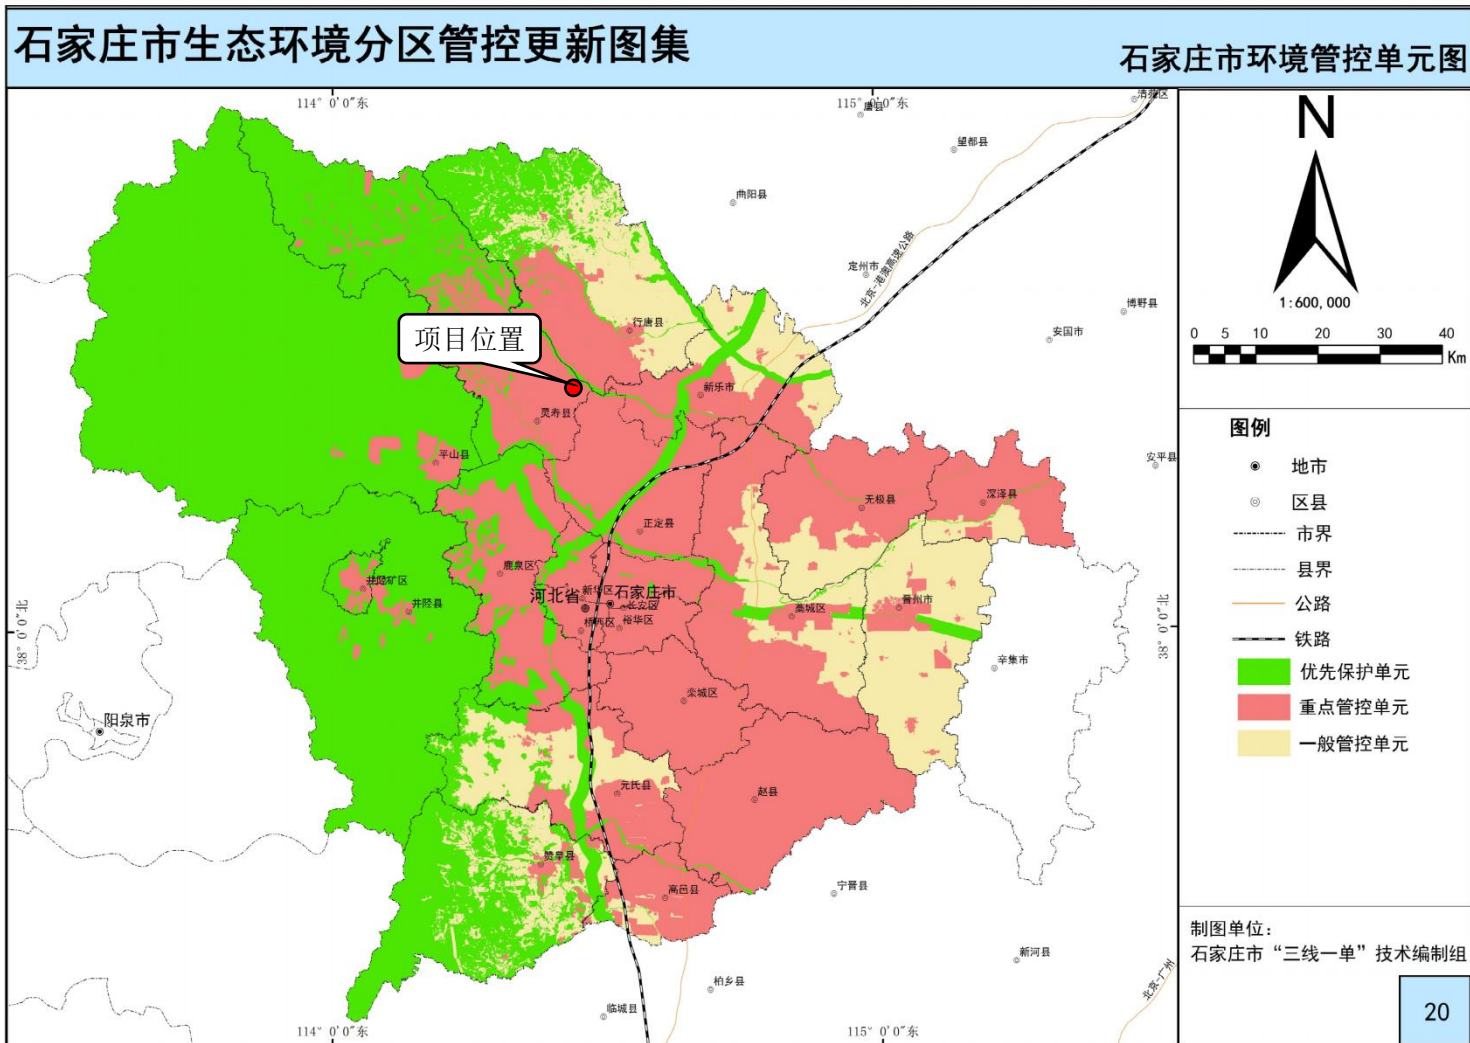 石家庄市生态环境分区管控更新图集
石家庄市环境管控单元图
114° 0′0″东
115° 0′0″东
清苑区
唐县
望都县
曲阳县
定州市
北京-港澳高速公路
博野县
安国市
行唐县
项目位置
新乐市
灵寿县
平山县
安平县
无极县
深泽县
正定县
鹿泉区
井陉矿区
井陉县
河北省
新华区
石家庄市
长安区
桥西区
裕华区
藁城区
晋州市
38° 0′0″北
38° 0′0″北
辛集市
栾城区
阳泉市
元氏县
赵县
赞皇县
高邑县
宁晋县
新河县
柏乡县
临城县
北京-广州
114° 0′0″东
115° 0′0″东
N
1:600,000
0 5 10 20 30 40
Km
图例
地市
区县
市界
县界
公路
铁路
优先保护单元
重点管控单元
一般管控单元
制图单位：
石家庄市“三线一单”技术编制组
20